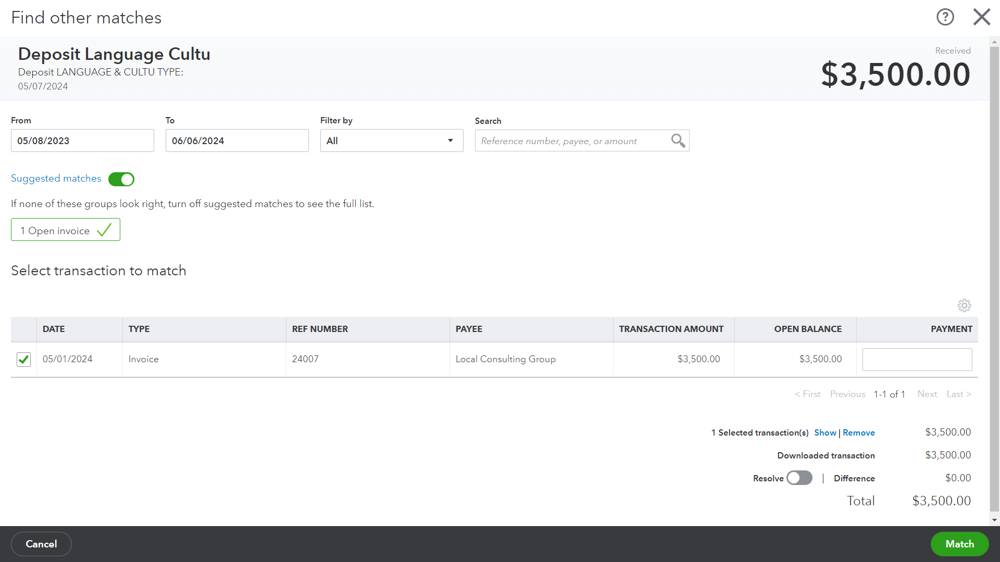 Find other matches
?
Deposit Language Cultu
Deposit LANGUAGE & CULTU TYPE:
05/07/2024
Received
$3,500.00
From
To
Filter by
Search
05/08/2023
06/06/2024
All
Reference number, payee, or amount
Suggested matches
If none of these groups look right, turn off suggested matches to see the full list.
1 Open invoice
Select transaction to match
DATE TYPE REF NUMBER PAYEE TRANSACTION AMOUNT OPEN BALANCE PAYMENT
05/01/2024 Invoice 24007 Local Consulting Group $3,500.00 $3,500.00
< First Previous 1-1 of 1 Next Last >
1 Selected transaction(s) Show | Remove $3,500.00
Downloaded transaction $3,500.00
Resolve | Difference $0.00
Total $3,500.00
Cancel
Match